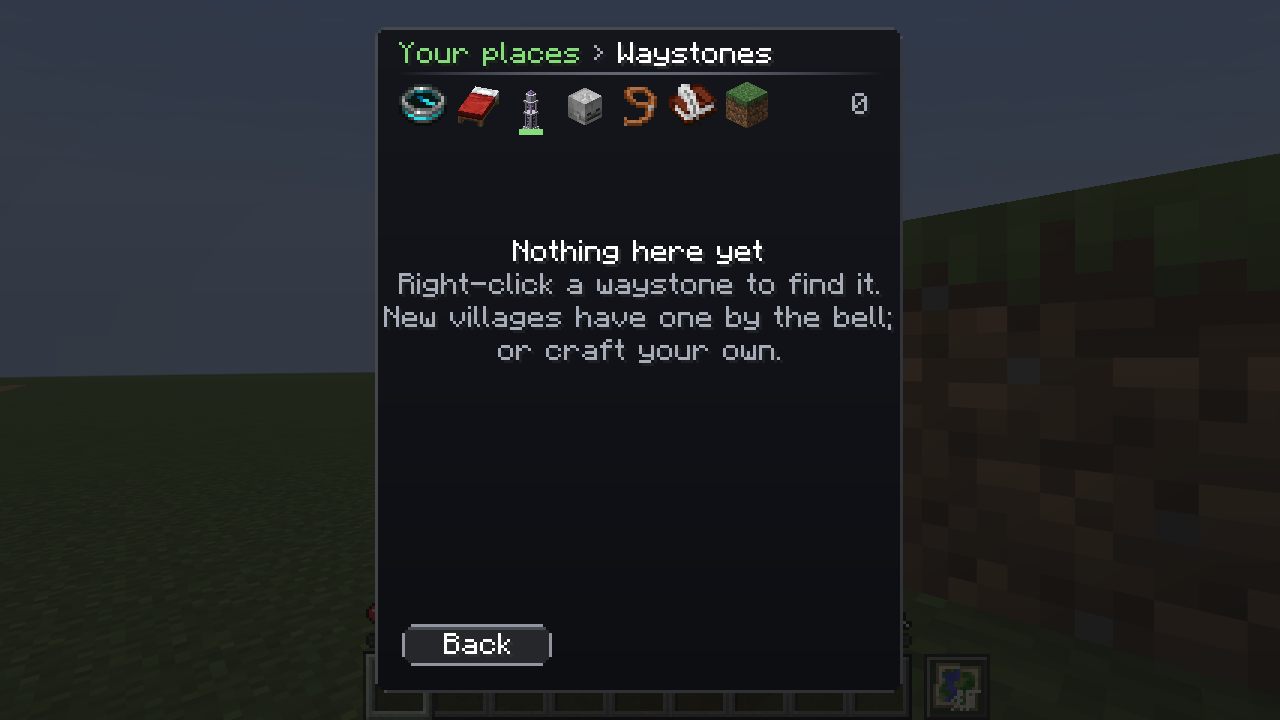 Your places > Waystones
0
Nothing here yet
Right-click a waystone to find it.
New villages have one by the bell;
or craft your own.
Back